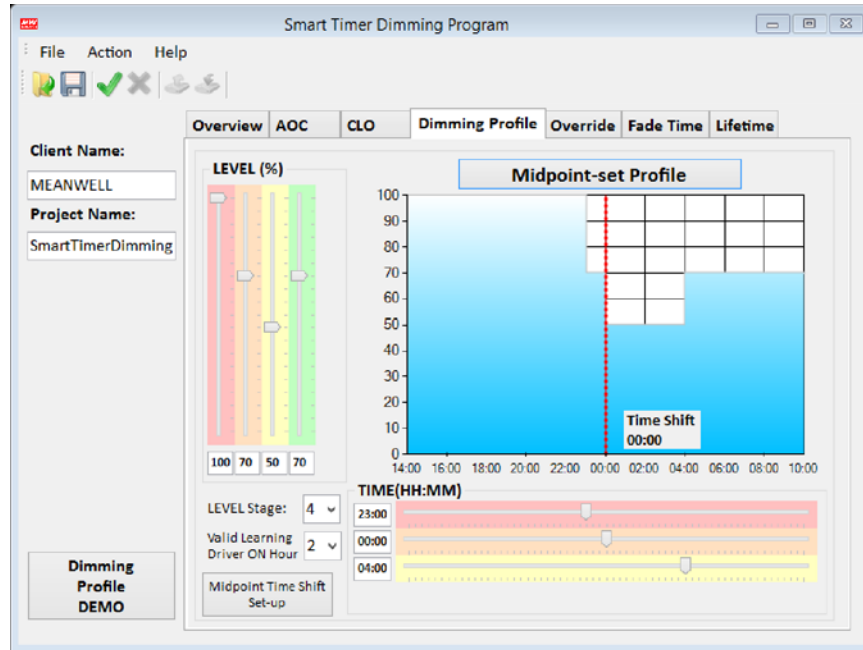 MW
Smart Timer Dimming Program
File Action Help
Overview AOC CLO Dimming Profile Override Fade Time Lifetime
Client Name:
MEANWELL
Project Name:
SmartTimerDimming
Dimming
Profile
DEMO
LEVEL (%)
100 70 50 70
LEVEL Stage: 4
Valid Learning
Driver ON Hour 2
Midpoint Time Shift
Set-up
Midpoint-set Profile
100
90
80
70
60
50
40
30
20
10
0
Time Shift
00:00
14:00 16:00 18:00 20:00 22:00 00:00 02:00 04:00 06:00 08:00 10:00
TIME(HH:MM)
23:00
00:00
04:00